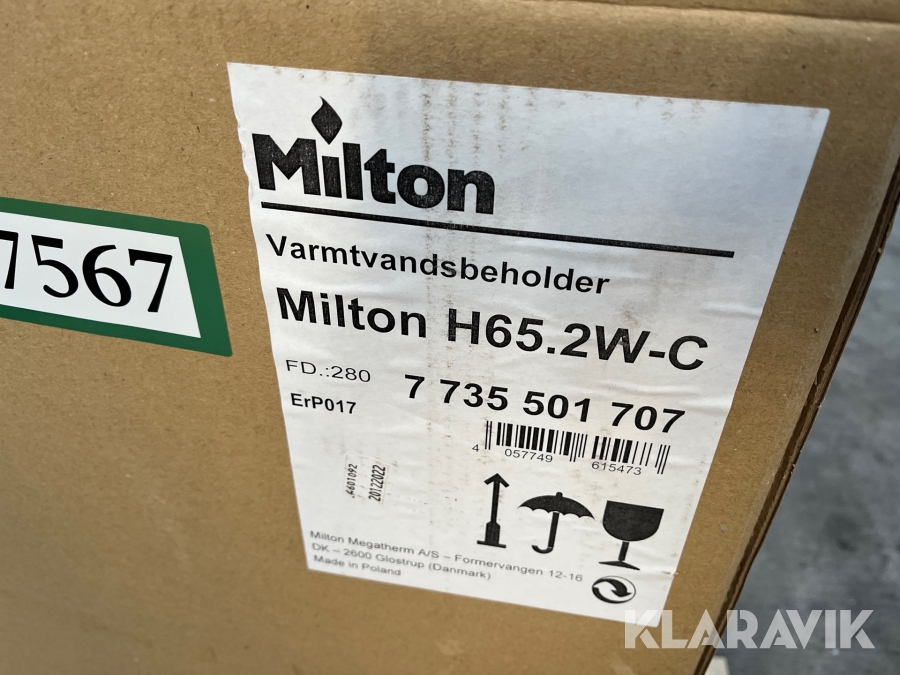 Milton
7567
Varmtvandsbeholder
Milton H65.2W-C
FD.:280 7 735 501 707
ErP017
4 057749 615473
.4601092
20122022
Milton Megatherm A/S – Formervangen 12-16
DK – 2600 Glostrup (Danmark)
Made in Poland
KLARAVIK